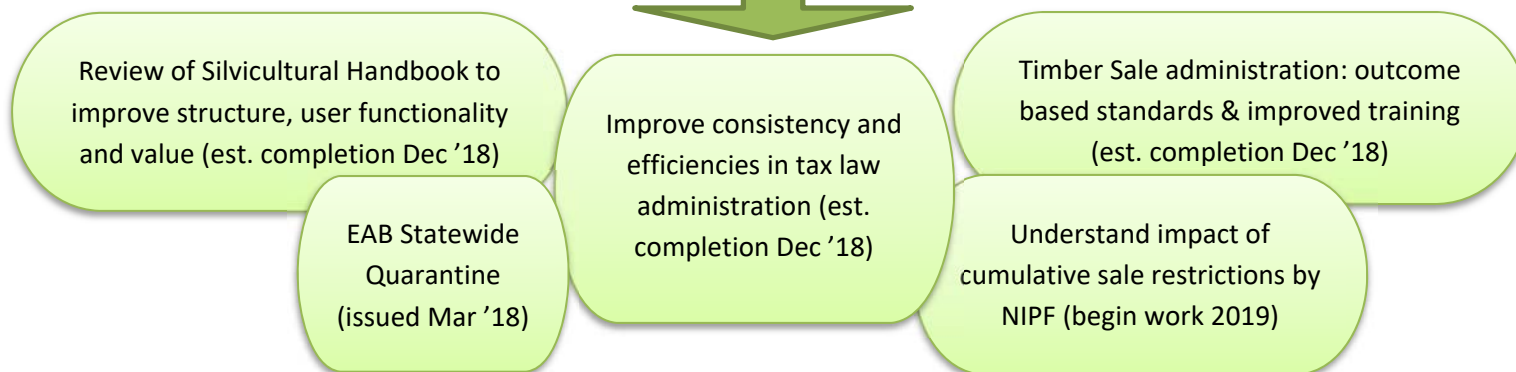 Review of Silvicultural Handbook to
improve structure, user functionality
and value (est. completion Dec ’18)
EAB Statewide
Quarantine
(issued Mar ’18)
Improve consistency and
efficiencies in tax law
administration (est.
completion Dec ’18)
Timber Sale administration: outcome
based standards & improved training
(est. completion Dec ’18)
Understand impact of
cumulative sale restrictions by
NIPF (begin work 2019)